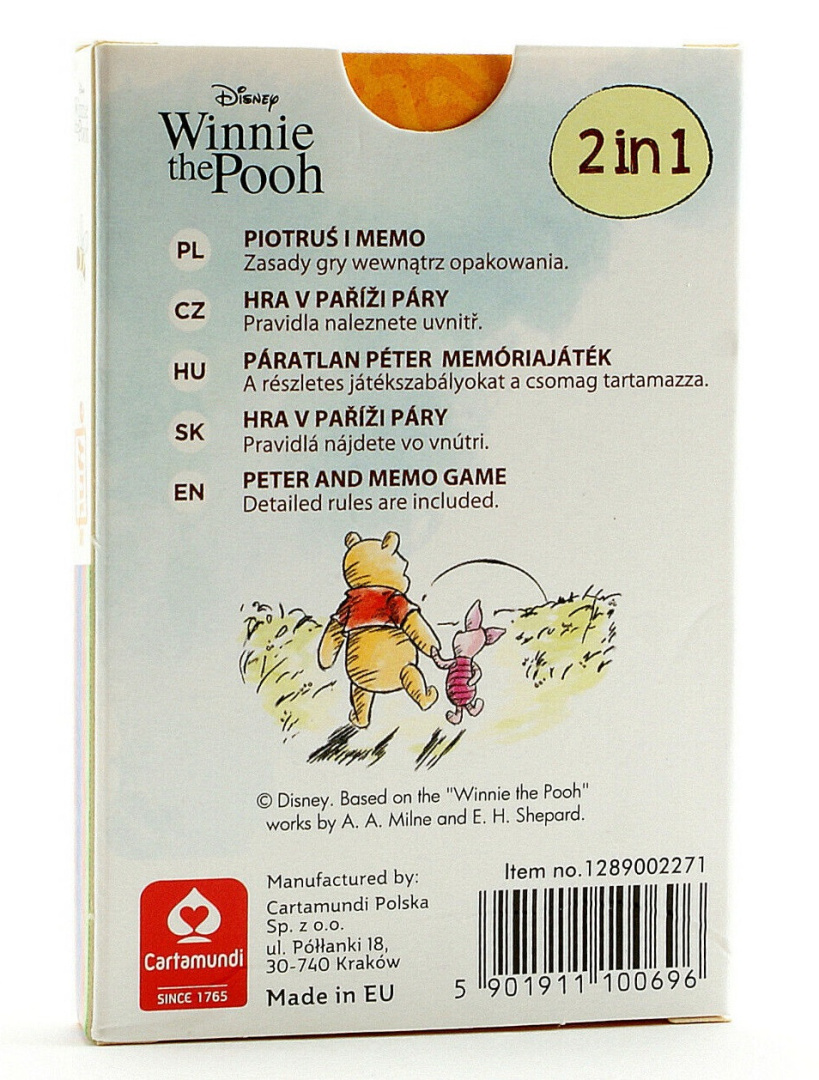 Disney
Winnie
the Pooh
2 in 1
PL
PIOTRUŚ I MEMO
Zasady gry wewnątrz opakowania.
CZ
HRA V PAŘÍŽI PÁRY
Pravidla naleznete uvnitř.
HU
PÁRATLAN PÉTER MEMÓRIAJÁTÉK
A részletes játékszabályokat a csomag tartamazza.
SK
HRA V PAŘÍŽI PÁRY
Pravidlá nájdete vo vnútri.
EN
PETER AND MEMO GAME
Detailed rules are included.
© Disney. Based on the "Winnie the Pooh"
works by A. A. Milne and E. H. Shepard.
Cartamundi
SINCE 1765
Manufactured by:
Cartamundi Polska
Sp. z o.o.
ul. Półłanki 18,
30-740 Kraków
Made in EU
Item no.1289002271
5 901911 100696